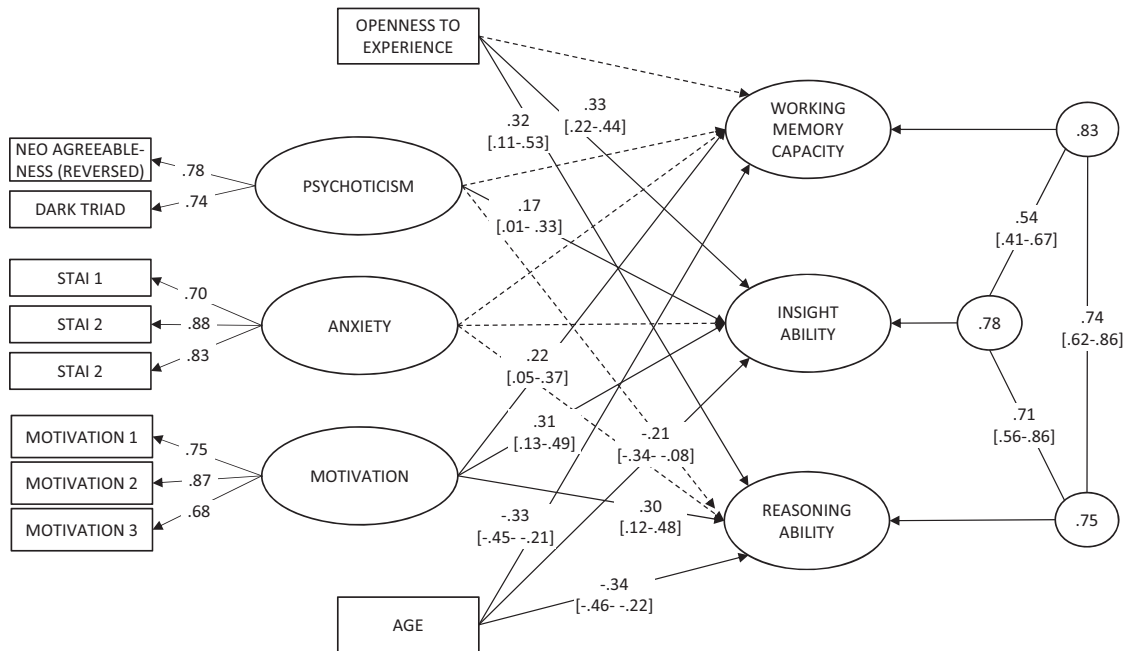 OPENNESS TO
EXPERIENCE
WORKING
MEMORY
CAPACITY
.83
.33
[.22-.44]
.32
[.11-.53]
NEO AGREEABLE-
NESS (REVERSED)
.78
DARK TRIAD
.74
PSYCHOTICISM
.17
[.01- .33]
.54
[.41-.67]
STAI 1
.70
STAI 2
.88
STAI 2
.83
ANXIETY
INSIGHT
ABILITY
.78
.74
[.62-.86]
.22
[.05-.37]
.31
[.13-.49]
.71
[.56-.86]
MOTIVATION 1
.75
MOTIVATION 2
.87
MOTIVATION 3
.68
MOTIVATION
-.21
[-.34- -.08]
.30
[.12-.48]
REASONING
ABILITY
.75
-.33
[-.45- -.21]
-.34
[-.46- -.22]
AGE